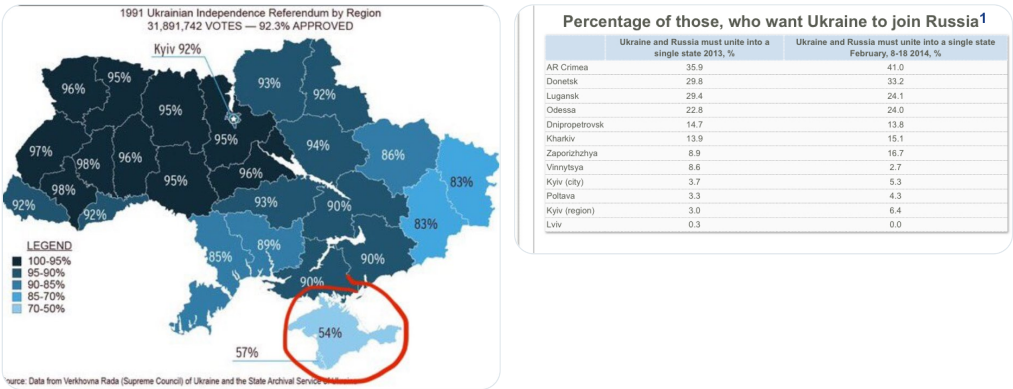 1991 Ukrainian Independence Referendum by Region
31,891,742 VOTES — 92.3% APPROVED
Kyiv 92%
96%
95%
93%
92%
95%
95%
94%
86%
97%
98%
96%
83%
98%
95%
96%
92%
92%
93%
90%
83%
85%
89%
90%
90%
54%
57%
LEGEND
100-95%
95-90%
90-85%
85-70%
70-50%
ource: Data from Verkhovna Rada (Supreme Council) of Ukraine and the State Archival Service of
Percentage of those, who want Ukraine to join Russia1
Ukraine and Russia must unite into a single state 2013, %
Ukraine and Russia must unite into a single state February, 8-18 2014, %
AR Crimea 35.9 41.0
Donetsk 29.8 33.2
Lugansk 29.4 24.1
Odessa 22.8 24.0
Dnipropetrovsk 14.7 13.8
Kharkiv 13.9 15.1
Zaporizhzhya 8.9 16.7
Vinnytsya 8.6 2.7
Kyiv (city) 3.7 5.3
Poltava 3.3 4.3
Kyiv (region) 3.0 6.4
Lviv 0.3 0.0